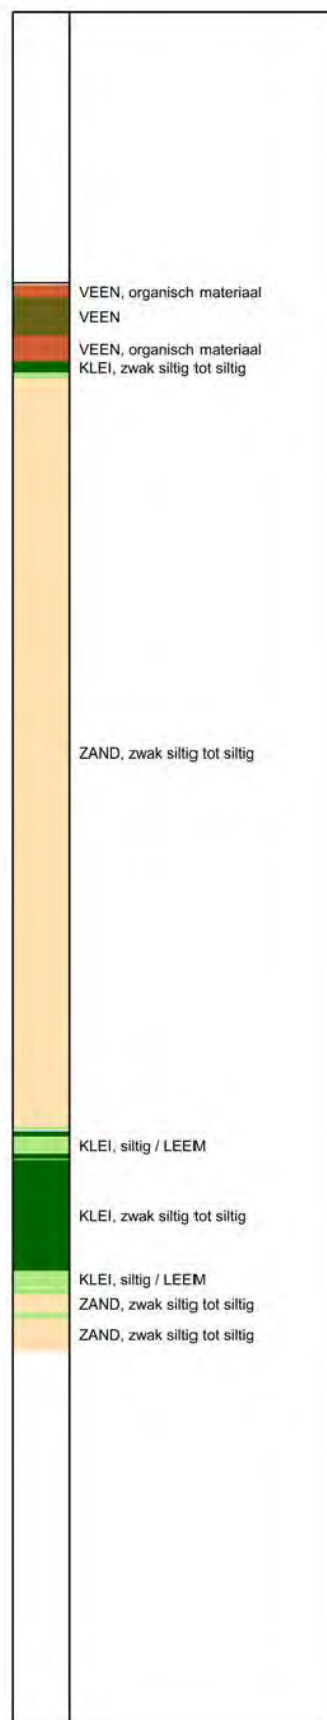 VEEN, organisch materiaal
VEEN
VEEN, organisch materiaal
KLEI, zwak siltig tot siltig
ZAND, zwak siltig tot siltig
KLEI, siltig / LEEM
KLEI, zwak siltig tot siltig
KLEI, siltig / LEEM
ZAND, zwak siltig tot siltig
ZAND, zwak siltig tot siltig